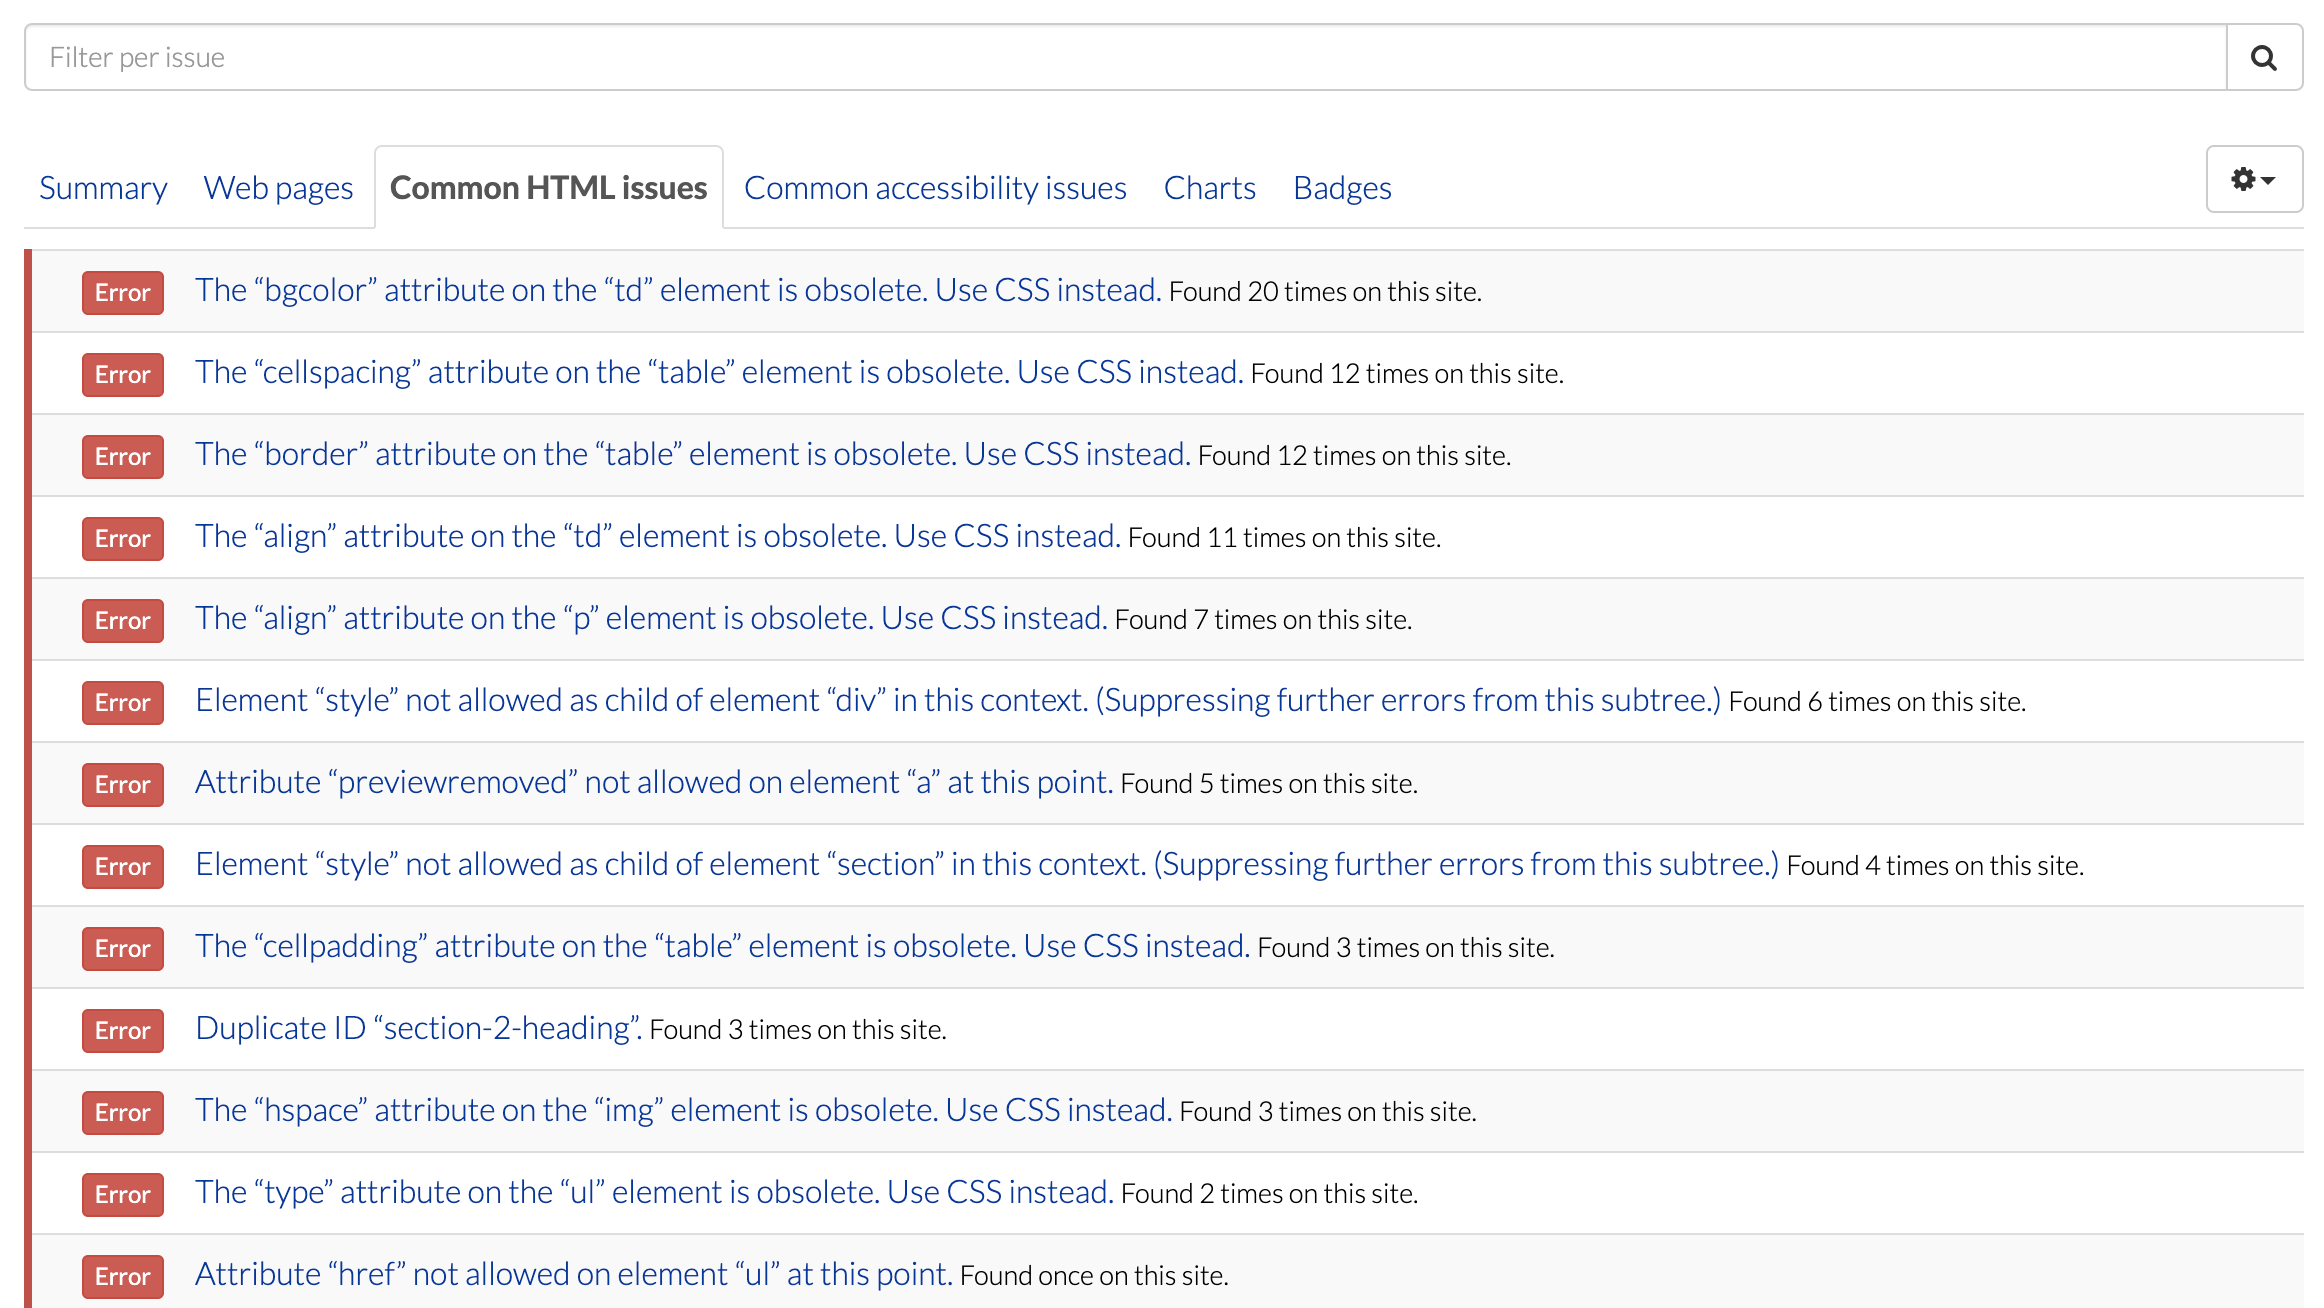 Filter per issue
Summary Web pages Common HTML issues Common accessibility issues Charts Badges
Error The “bgcolor” attribute on the “td” element is obsolete. Use CSS instead. Found 20 times on this site.
Error The “cellspacing” attribute on the “table” element is obsolete. Use CSS instead. Found 12 times on this site.
Error The “border” attribute on the “table” element is obsolete. Use CSS instead. Found 12 times on this site.
Error The “align” attribute on the “td” element is obsolete. Use CSS instead. Found 11 times on this site.
Error The “align” attribute on the “p” element is obsolete. Use CSS instead. Found 7 times on this site.
Error Element “style” not allowed as child of element “div” in this context. (Suppressing further errors from this subtree.) Found 6 times on this site.
Error Attribute “previewremoved” not allowed on element “a” at this point. Found 5 times on this site.
Error Element “style” not allowed as child of element “section” in this context. (Suppressing further errors from this subtree.) Found 4 times on this site.
Error The “cellpadding” attribute on the “table” element is obsolete. Use CSS instead. Found 3 times on this site.
Error Duplicate ID “section-2-heading”. Found 3 times on this site.
Error The “hspace” attribute on the “img” element is obsolete. Use CSS instead. Found 3 times on this site.
Error The “type” attribute on the “ul” element is obsolete. Use CSS instead. Found 2 times on this site.
Error Attribute “href” not allowed on element “ul” at this point. Found once on this site.